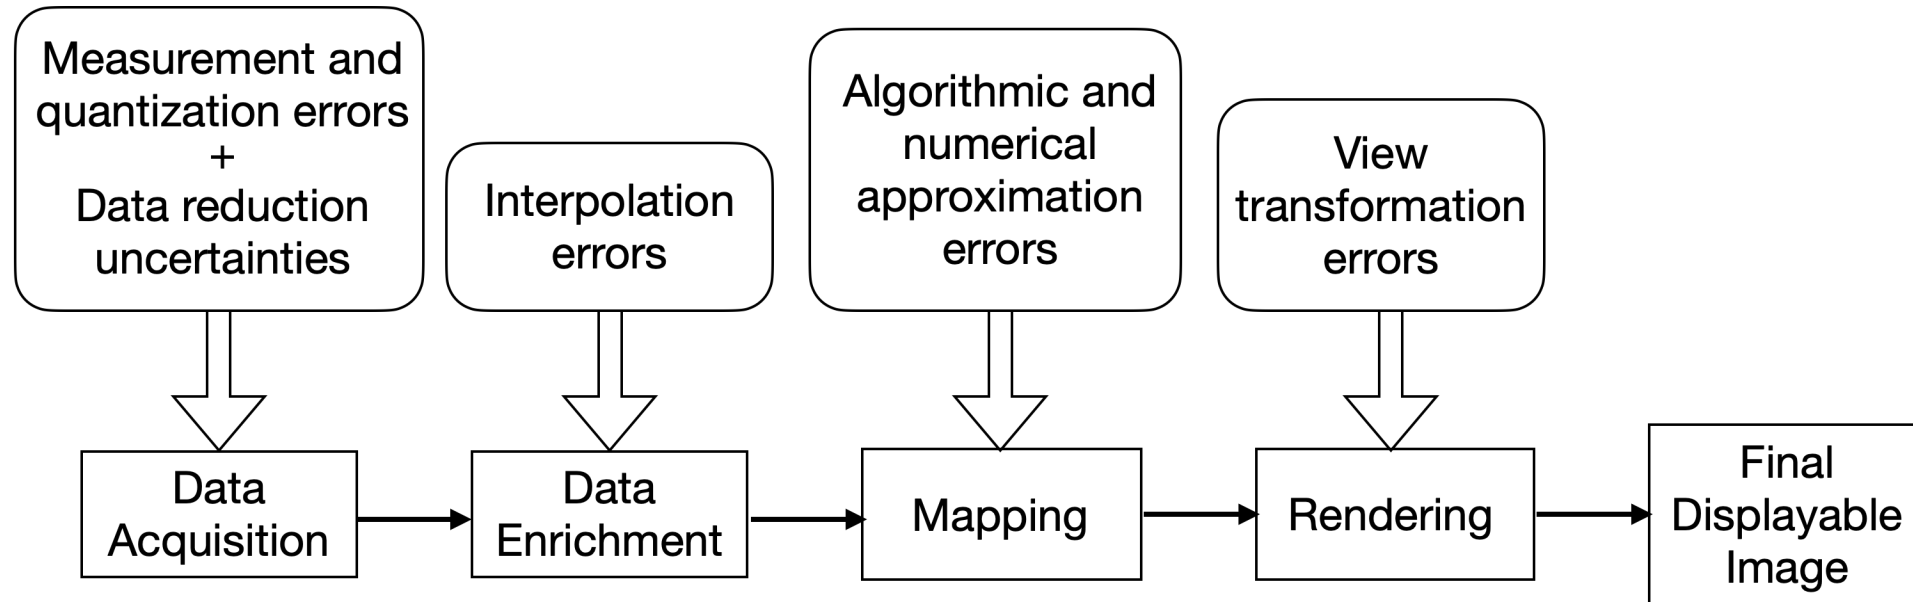 Measurement and
quantization errors
+
Data reduction
uncertainties
Interpolation
errors
Algorithmic and
numerical
approximation
errors
View
transformation
errors
Data
Acquisition
Data
Enrichment
Mapping
Rendering
Final
Displayable
Image